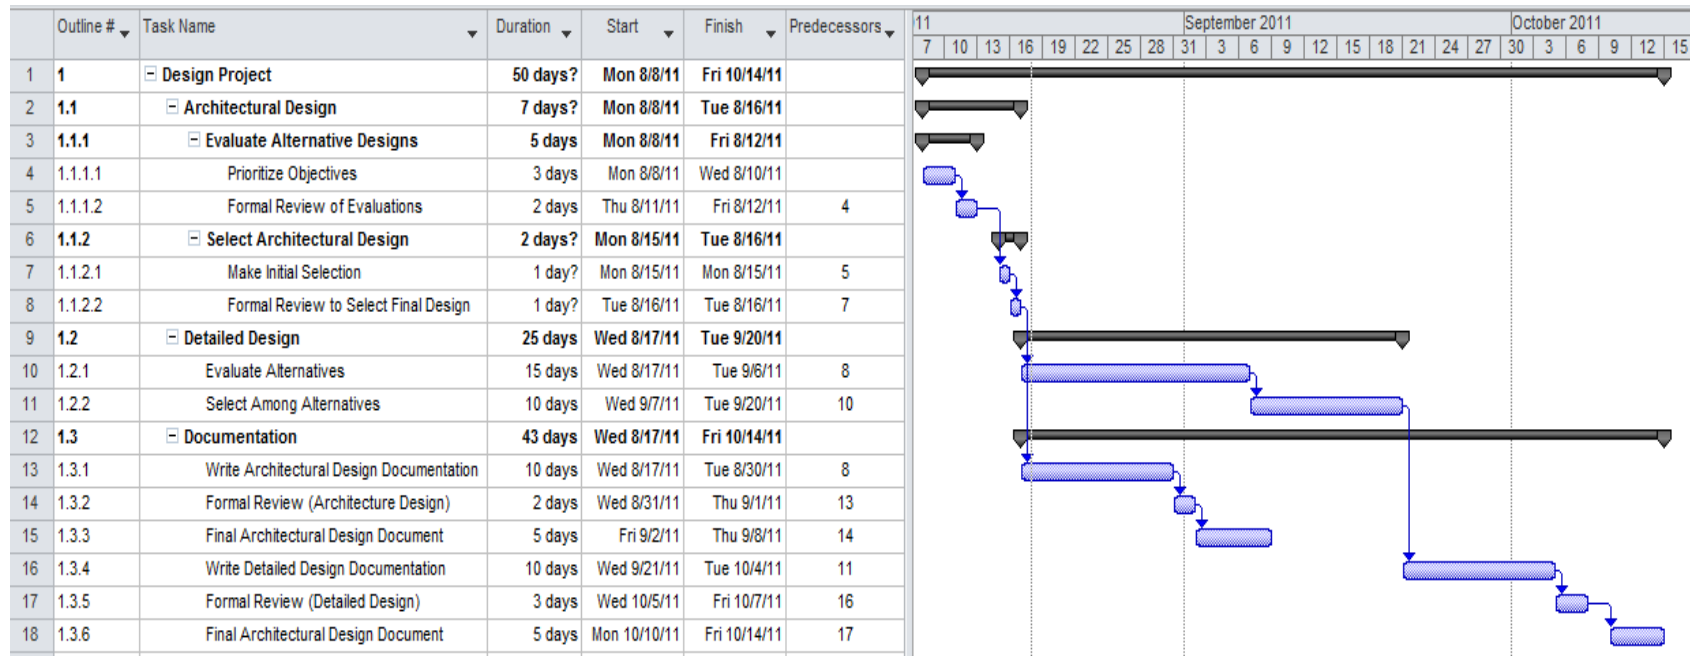 Outline # Task Name Duration Start Finish Predecessors 11 September 2011 October 2011
7 10 13 16 19 22 25 28 31 3 6 9 12 15 18 21 24 27 30 3 6 9 12 15
1 1 Design Project 50 days? Mon 8/8/11 Fri 10/14/11
2 1.1 Architectural Design 7 days? Mon 8/8/11 Tue 8/16/11
3 1.1.1 Evaluate Alternative Designs 5 days Mon 8/8/11 Fri 8/12/11
4 1.1.1.1 Prioritize Objectives 3 days Mon 8/8/11 Wed 8/10/11
5 1.1.1.2 Formal Review of Evaluations 2 days Thu 8/11/11 Fri 8/12/11 4
6 1.1.2 Select Architectural Design 2 days? Mon 8/15/11 Tue 8/16/11
7 1.1.2.1 Make Initial Selection 1 day? Mon 8/15/11 Mon 8/15/11 5
8 1.1.2.2 Formal Review to Select Final Design 1 day? Tue 8/16/11 Tue 8/16/11 7
9 1.2 Detailed Design 25 days Wed 8/17/11 Tue 9/20/11
10 1.2.1 Evaluate Alternatives 15 days Wed 8/17/11 Tue 9/6/11 8
11 1.2.2 Select Among Alternatives 10 days Wed 9/7/11 Tue 9/20/11 10
12 1.3 Documentation 43 days Wed 8/17/11 Fri 10/14/11
13 1.3.1 Write Architectural Design Documentation 10 days Wed 8/17/11 Tue 8/30/11 8
14 1.3.2 Formal Review (Architecture Design) 2 days Wed 8/31/11 Thu 9/1/11 13
15 1.3.3 Final Architectural Design Document 5 days Fri 9/2/11 Thu 9/8/11 14
16 1.3.4 Write Detailed Design Documentation 10 days Wed 9/21/11 Tue 10/4/11 11
17 1.3.5 Formal Review (Detailed Design) 3 days Wed 10/5/11 Fri 10/7/11 16
18 1.3.6 Final Architectural Design Document 5 days Mon 10/10/11 Fri 10/14/11 17